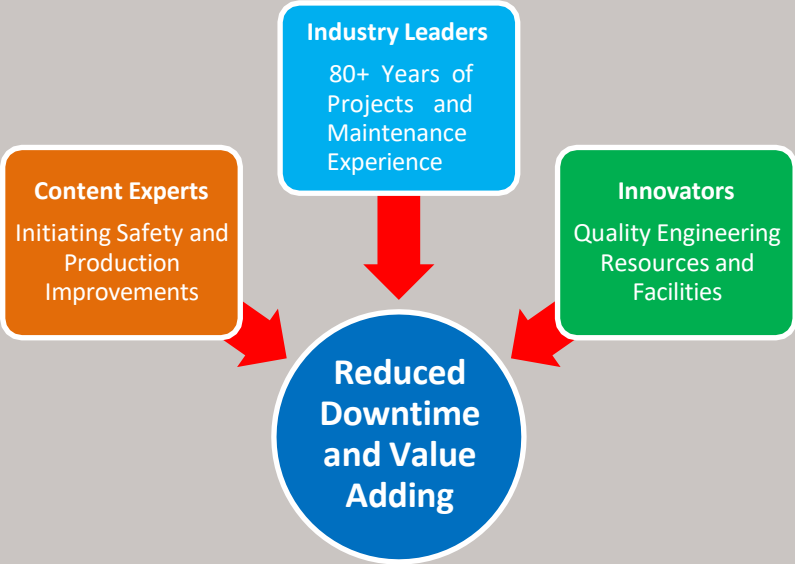 Industry Leaders
80+ Years of
Projects and
Maintenance
Experience
Content Experts
Initiating Safety and
Production
Improvements
Innovators
Quality Engineering
Resources and
Facilities
Reduced
Downtime
and Value
Adding